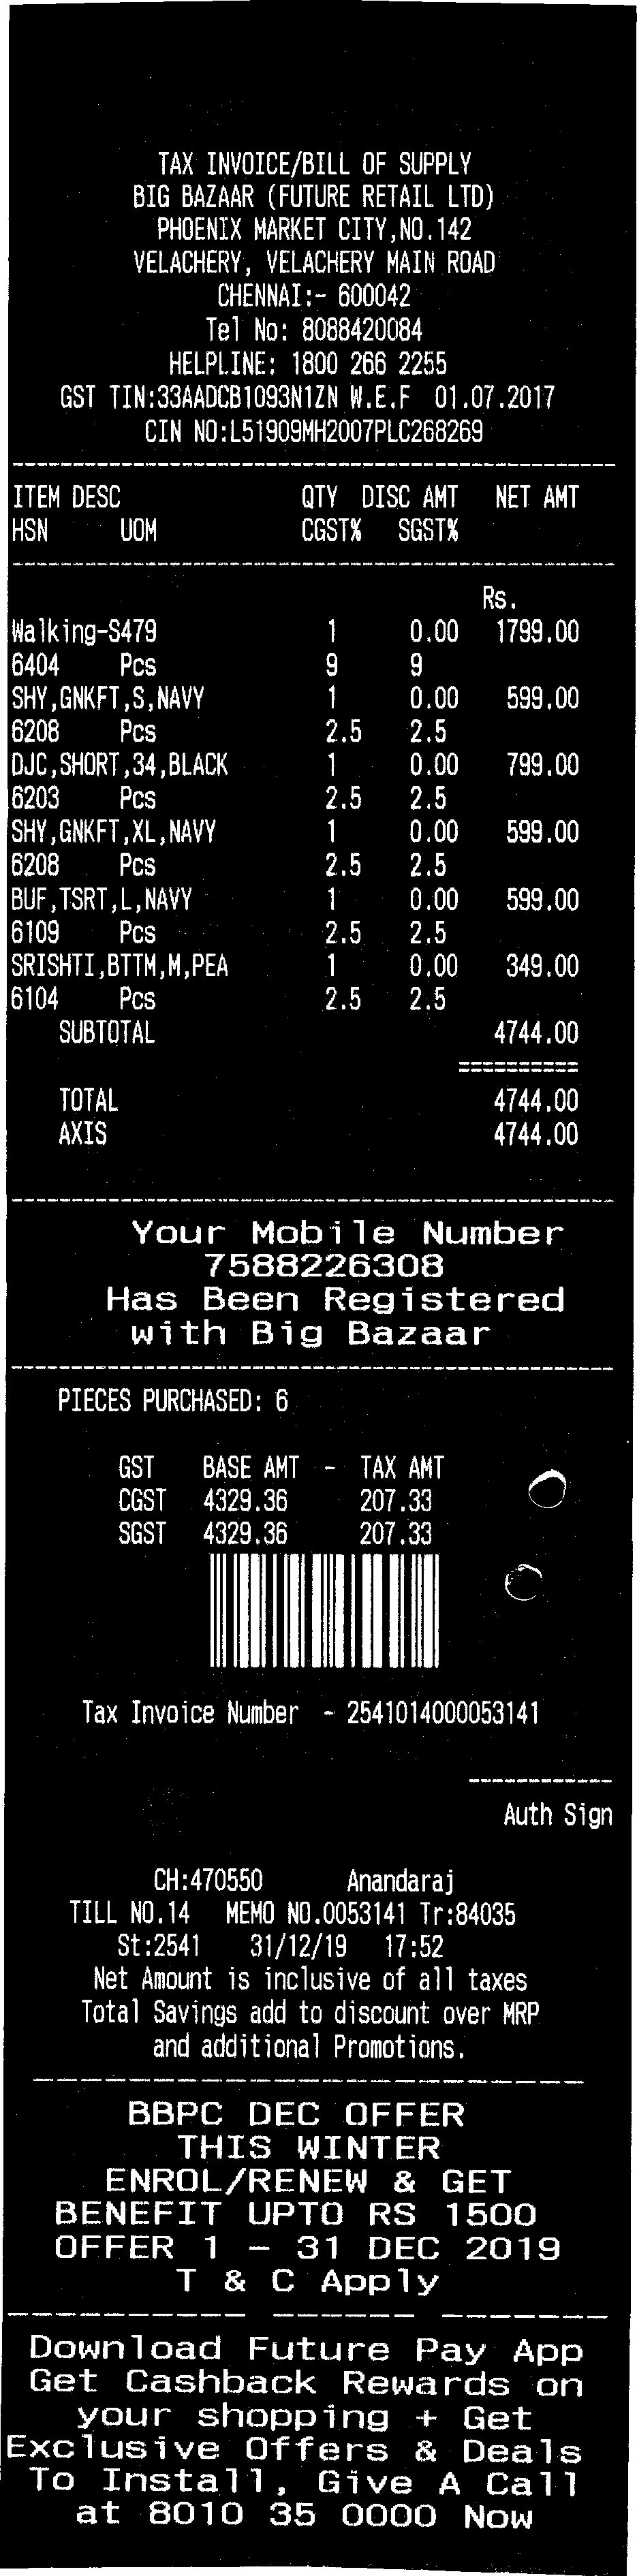 TAX INVOICE/BILL OF SUPPLY
BIG BAZAAR (FUTURE RETAIL LTD)
PHOENIX MARKET CITY,NO.142
VELACHERY, VELACHERY MAIN ROAD
CHENNAI:- 600042
Tel No: 8088420084
HELPLINE: 1800 266 2255
GST TIN:33AADCB1093N1ZN W.E.F 01.07.2017
CIN NO:L51909MH2007PLC268269
ITEM DESC QTY DISC AMT NET AMT
HSN UOM CGST% SGST%
Rs.
Walking-S479 1 0.00 1799.00
6404 Pcs 9 9
SHY,GNKFT,S,NAVY 1 0.00 599.00
6208 Pcs 2.5 2.5
DJC,SHORT,34,BLACK 1 0.00 799.00
6203 Pcs 2.5 2.5
SHY,GNKFT,XL,NAVY 1 0.00 599.00
6208 Pcs 2.5 2.5
BUF,TSRT,L,NAVY 1 0.00 599.00
6109 Pcs 2.5 2.5
SRISHTI,BTTM,M,PEA 1 0.00 349.00
6104 Pcs 2.5 2.5
SUBTOTAL 4744.00
==========
TOTAL 4744.00
AXIS 4744.00
Your Mobile Number
7588226308
Has Been Registered
with Big Bazaar
PIECES PURCHASED: 6
GST BASE AMT - TAX AMT
CGST 4329.36 207.33
SGST 4329.36 207.33
Tax Invoice Number - 2541014000053141
Auth Sign
CH:470550 Anandaraj
TILL NO.14 MEMO NO.0053141 Tr:84035
St:2541 31/12/19 17:52
Net Amount is inclusive of all taxes
Total Savings add to discount over MRP
and additional Promotions.
BBPC DEC OFFER
THIS WINTER
ENROL/RENEW & GET
BENEFIT UPTO RS 1500
OFFER 1 - 31 DEC 2019
T & C Apply
Download Future Pay App
Get Cashback Rewards on
your shopping + Get
Exclusive Offers & Deals
To Install, Give A Call
at 8010 35 0000 Now